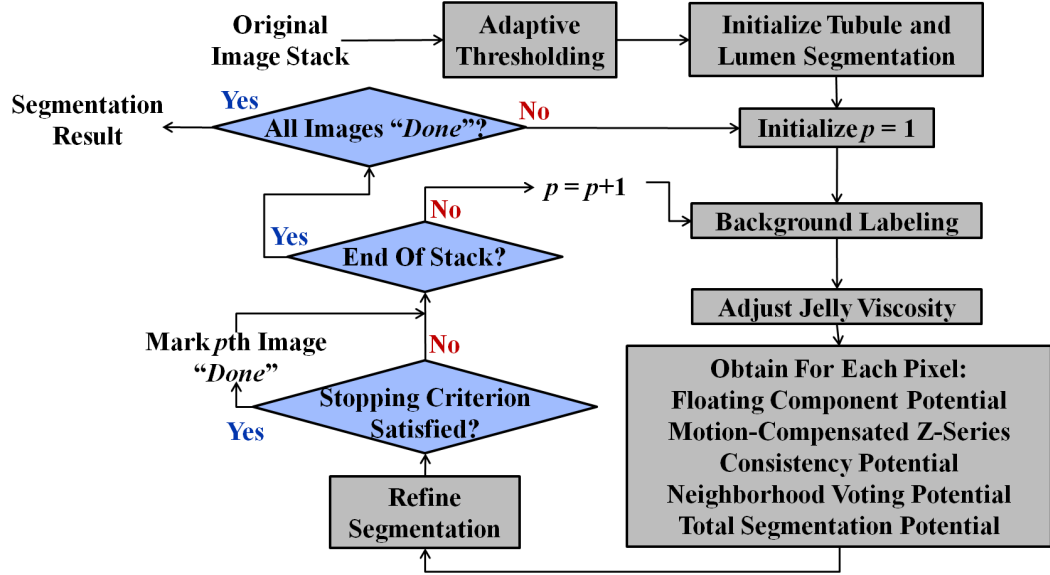 Original
Image Stack
Adaptive
Thresholding
Initialize Tubule and
Lumen Segmentation
Segmentation
Result
Yes
All Images “Done”?
No
Initialize p = 1
No
p = p+1
Background Labeling
Yes
End Of Stack?
Adjust Jelly Viscosity
Mark pth Image
“Done”
No
Obtain For Each Pixel:
Floating Component Potential
Motion-Compensated Z-Series
Consistency Potential
Neighborhood Voting Potential
Total Segmentation Potential
Stopping Criterion
Satisfied?
Yes
Refine
Segmentation